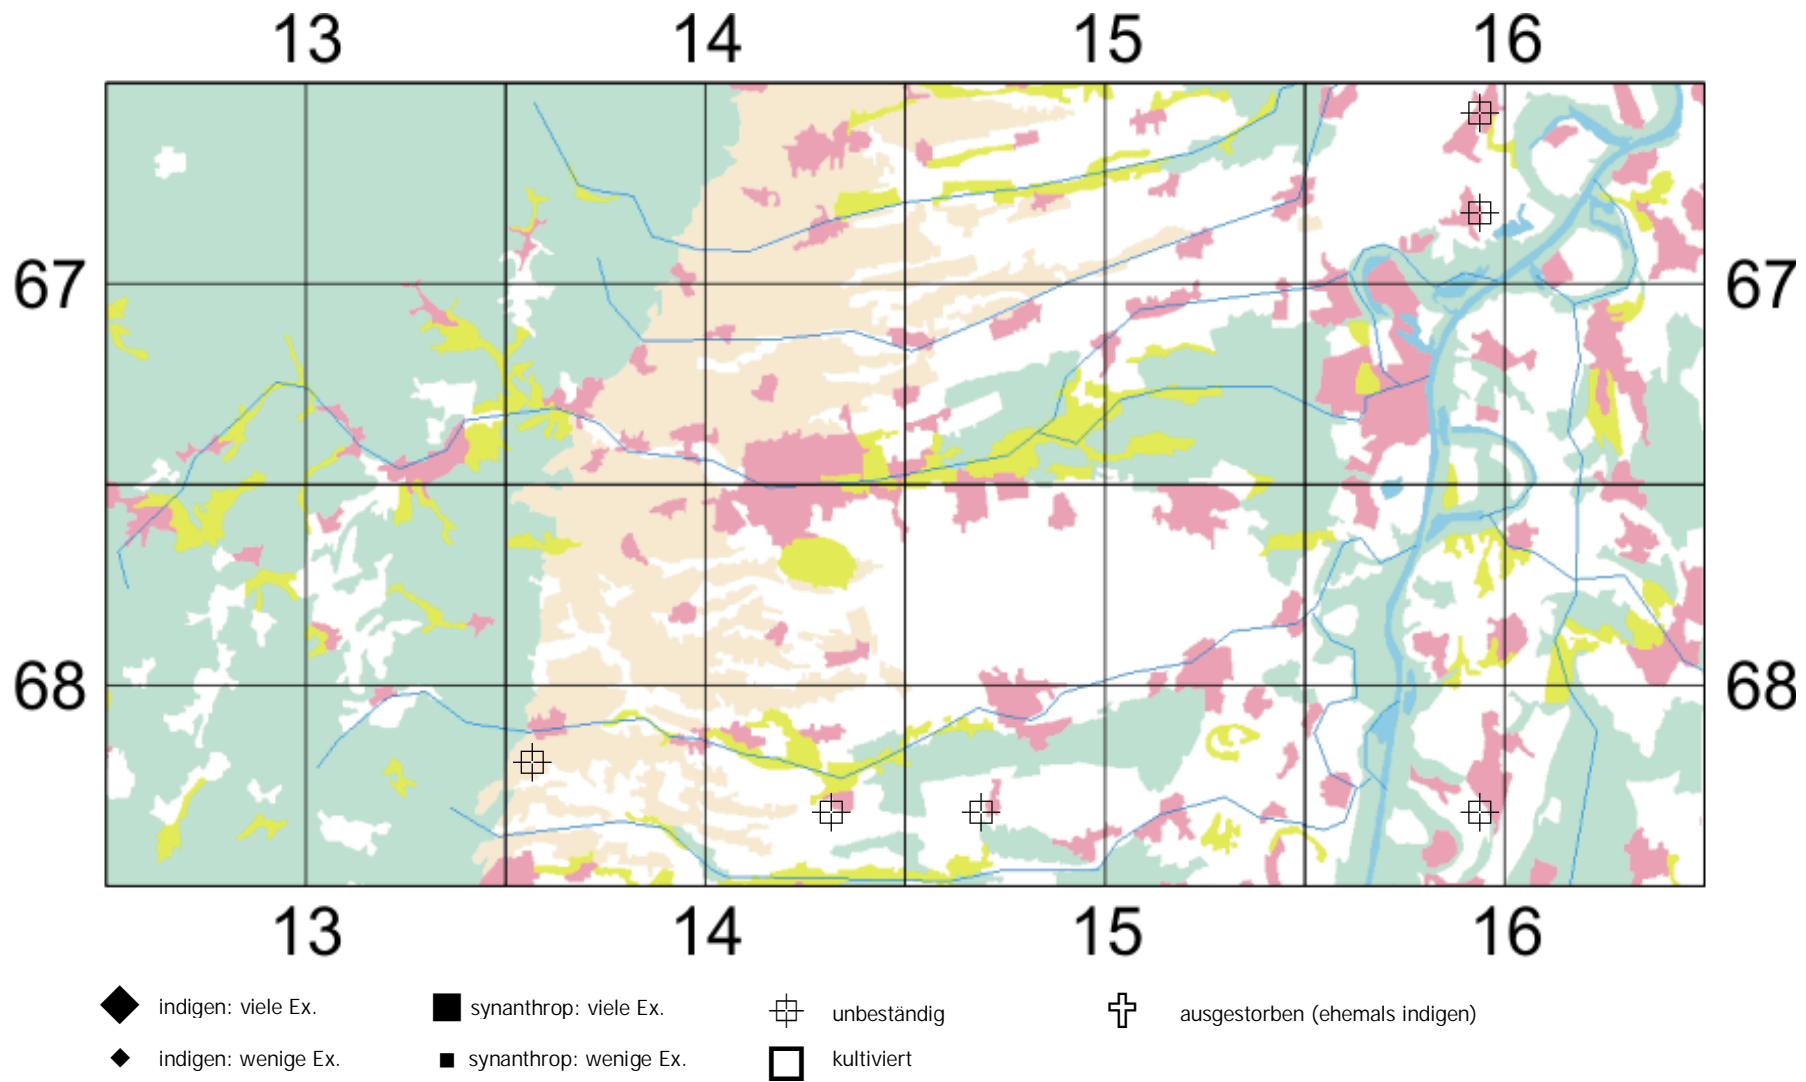 13 14 15 16
67 67
68 68
13 14 15 16
indigen: viele Ex. synanthrop: viele Ex. unbeständig ausgestorben (ehemals indigen)
indigen: wenige Ex. synanthrop: wenige Ex. kultiviert